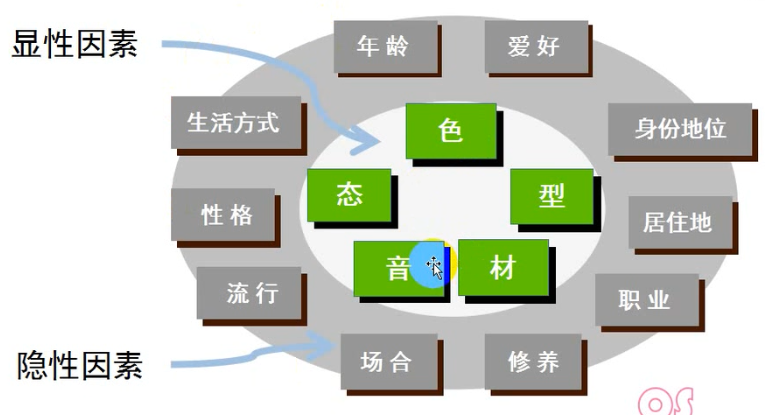 显性因素
年龄
爱好
生活方式
色
身份地位
态
型
性格
居住地
音
材
流行
职业
隐性因素
场合
修养